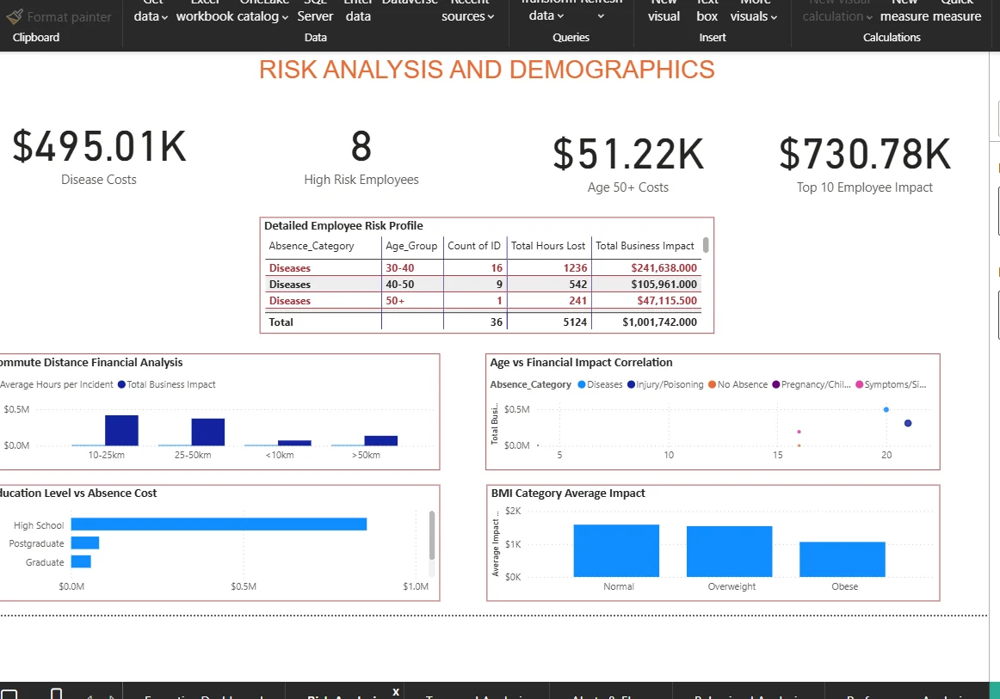 Format painter
Get Excel OneLake SQL Enter Dataverse Recent
data workbook catalog Server data sources
Transform Refresh
data
New Text More
visual box visuals
New visual New Quick
calculation measure measure
Clipboard Data Queries Insert Calculations
RISK ANALYSIS AND DEMOGRAPHICS
$495.01K
Disease Costs
8
High Risk Employees
$51.22K
Age 50+ Costs
$730.78K
Top 10 Employee Impact
Detailed Employee Risk Profile
Absence_Category Age_Group Count of ID Total Hours Lost Total Business Impact
Diseases 30-40 16 1236 $241,638.000
Diseases 40-50 9 542 $105,961.000
Diseases 50+ 1 241 $47,115.500
Total 36 5124 $1,001,742.000
ommute Distance Financial Analysis
Average Hours per Incident Total Business Impact
$0.5M
$0.0M
10-25km 25-50km <10km >50km
Age vs Financial Impact Correlation
Absence_Category Diseases Injury/Poisoning No Absence Pregnancy/Chil... Symptoms/Si...
Total Busi...
$0.5M
$0.0M
5 10 15 20
ducation Level vs Absence Cost
High School
Postgraduate
Graduate
$0.0M $0.5M $1.0M
BMI Category Average Impact
Average Impact ...
$2K
$1K
$0K
Normal Overweight Obese
x